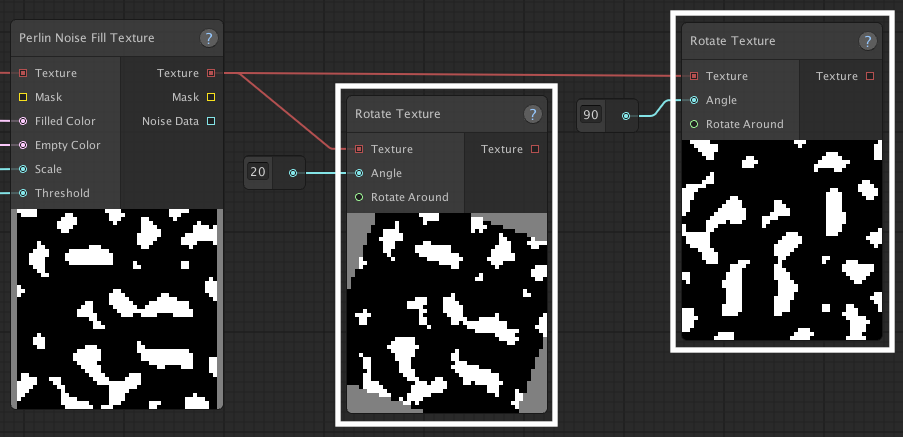 Perlin Noise Fill Texture ?
Texture Texture
Mask Mask
Filled Color Noise Data
Empty Color
Scale
Threshold
20
Rotate Texture ?
Texture Texture
Angle
Rotate Around
90
Rotate Texture ?
Texture Texture
Angle
Rotate Around